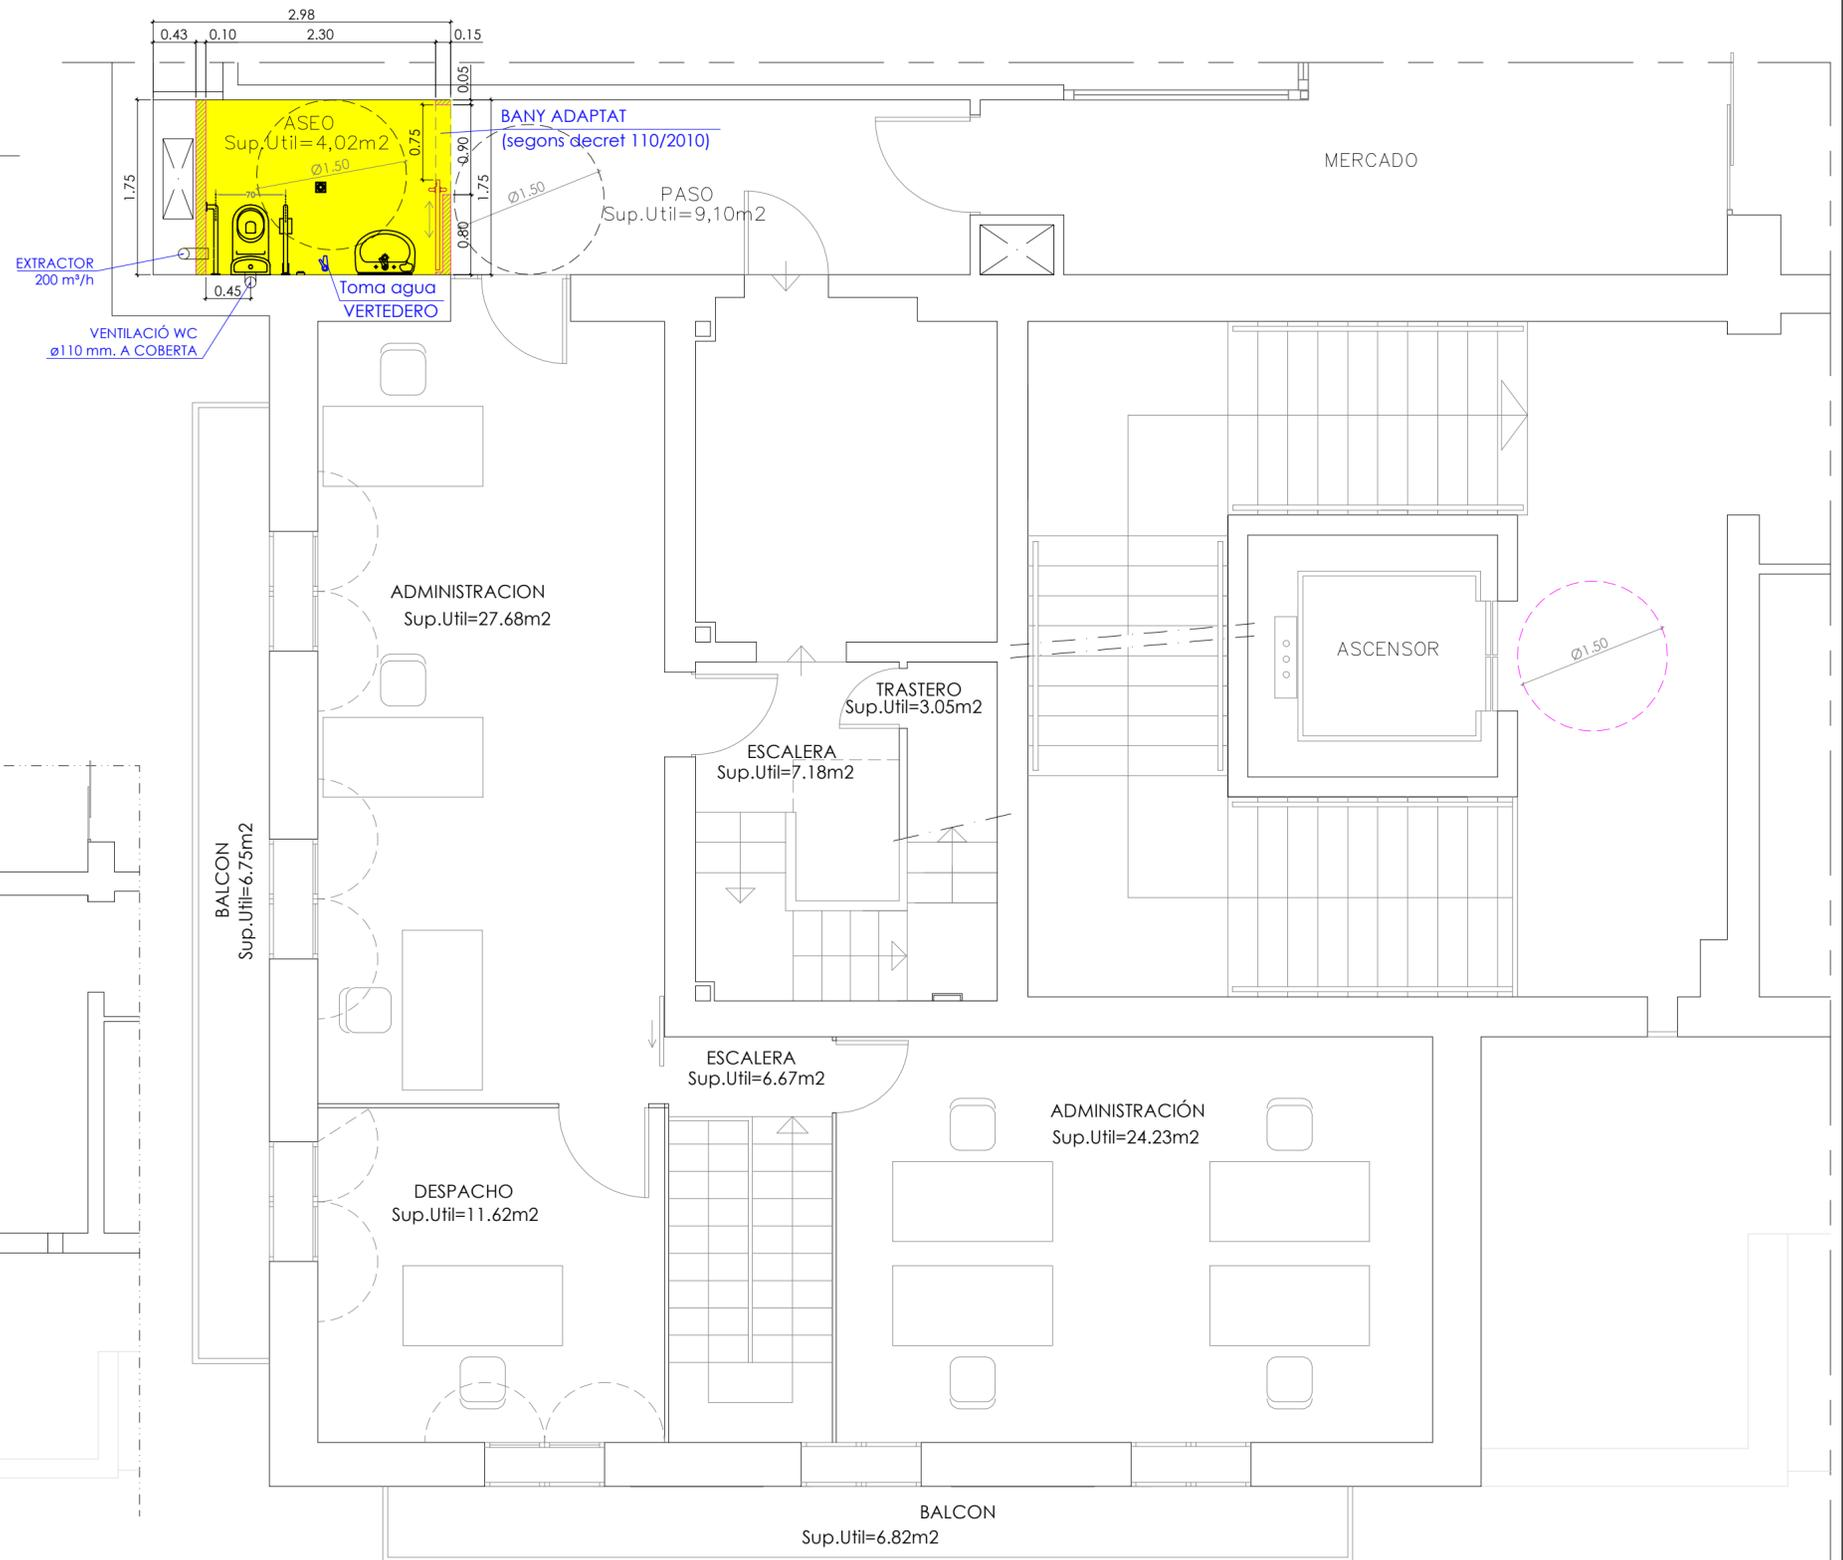 2.98
0.43 0.10 2.30 0.15
0.05
ASEO
Sup.Util=4,02m2
Ø1.50
70
0.75
0.90
0.80
1.75
1.75
BANY ADAPTAT
(segons decret 110/2010)
Ø1.50
PASO
Sup.Util=9,10m2
MERCADO
EXTRACTOR
200 m³/h
0.45
Toma agua
VERTEDERO
VENTILACIÓ WC
ø110 mm. A COBERTA
ADMINISTRACION
Sup.Util=27.68m2
ASCENSOR
Ø1.50
TRASTERO
Sup.Util=3.05m2
ESCALERA
Sup.Util=7.18m2
BALCON
Sup.Util=6.75m2
ESCALERA
Sup.Util=6.67m2
ADMINISTRACIÓN
Sup.Util=24.23m2
DESPACHO
Sup.Util=11.62m2
BALCON
Sup.Util=6.82m2